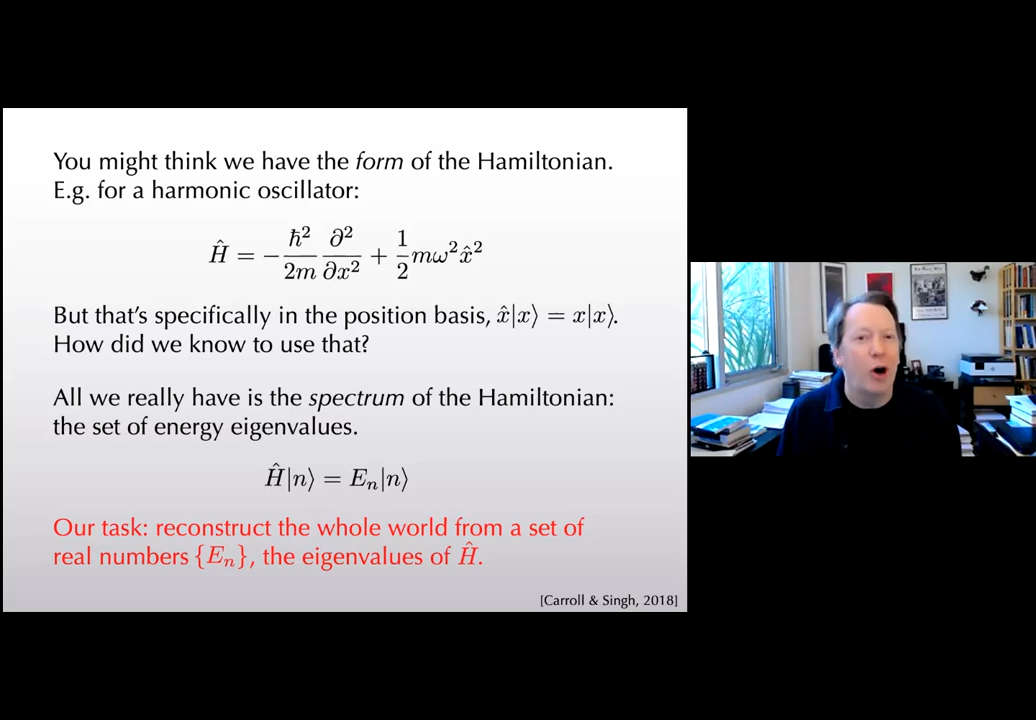 You might think we have the form of the Hamiltonian.
E.g. for a harmonic oscillator:
Ĥ = −ħ²/2m ∂²/∂x² + 1/2 mω²x̂²
But that's specifically in the position basis, x̂|x⟩ = x|x⟩.
How did we know to use that?
All we really have is the spectrum of the Hamiltonian:
the set of energy eigenvalues.
Ĥ|n⟩ = Eₙ|n⟩
Our task: reconstruct the whole world from a set of
real numbers {Eₙ}, the eigenvalues of Ĥ.
[Carroll & Singh, 2018]